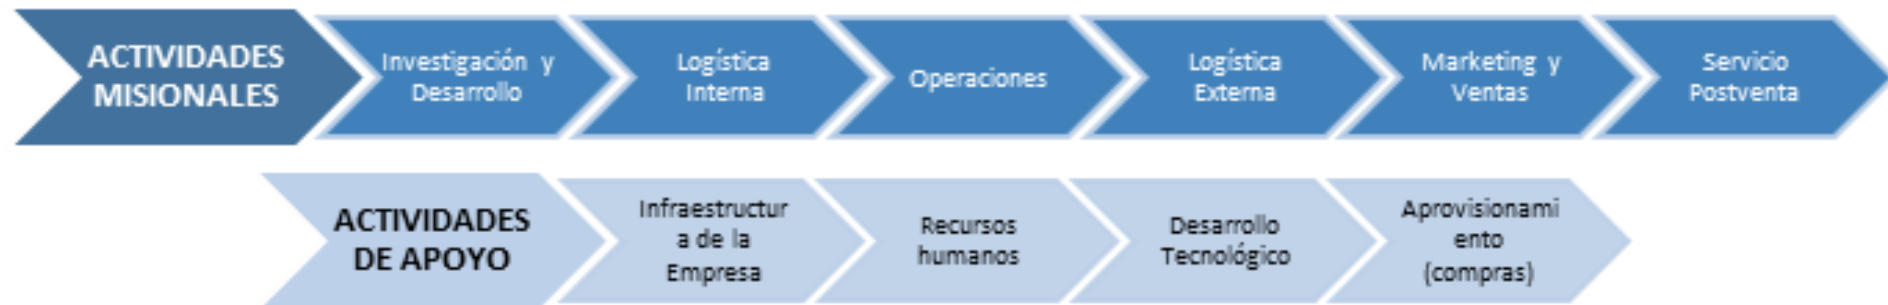 ACTIVIDADES
MISIONALES
Investigación y
Desarrollo
Logística
Interna
Operaciones
Logística
Externa
Marketing y
Ventas
Servicio
Postventa
ACTIVIDADES
DE APOYO
Infraestructur
a de la
Empresa
Recursos
humanos
Desarrollo
Tecnológico
Aprovisionami
ento
(compras)